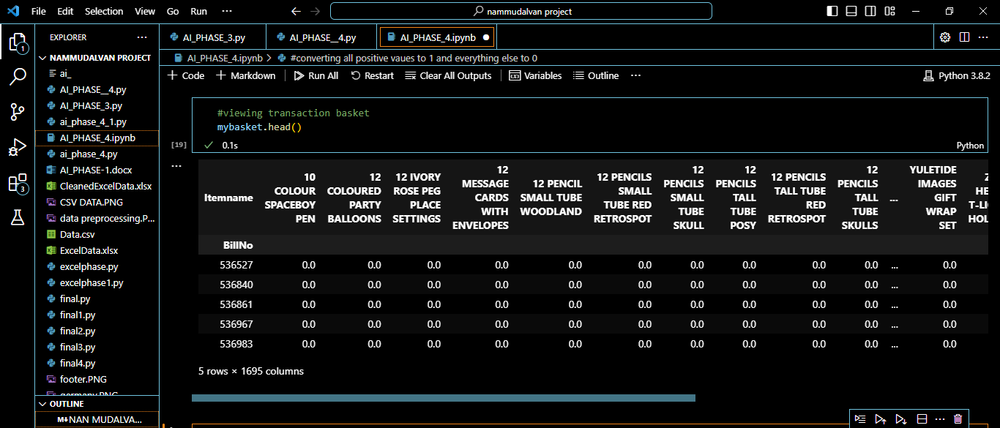 File Edit Selection View Go Run ··· nammudalvan project
EXPLORER ···
NAMMUDALVAN PROJECT
ai_
AI_PHASE__4.py
AI_PHASE_3.py
ai_phase_4_1.py
AI_PHASE_4.ipynb
ai_phase_4.py
AI_PHASE-1.docx
CleanedExcelData.xlsx
CSV DATA.PNG
data preprocessing.P...
Data.csv
ExcelData.xlsx
excelphase.py
excelphase1.py
final.py
final1.py
final2.py
final3.py
final4.py
footer.PNG
germany.PNG
OUTLINE
M↓NAN MUDALVA...
1
3
AI_PHASE_3.py AI_PHASE__4.py AI_PHASE_4.ipynb ●
AI_PHASE_4.ipynb > #converting all positive vaues to 1 and everything else to 0
+ Code + Markdown Run All Restart Clear All Outputs Variables Outline ··· Python 3.8.2
#viewing transaction basket
mybasket.head()
[19] ✓ 0.1s Python
···
Itemname 10 COLOUR SPACEBOY PEN 12 COLOURED PARTY BALLOONS 12 IVORY ROSE PEG PLACE SETTINGS 12 MESSAGE CARDS WITH ENVELOPES 12 PENCIL SMALL TUBE WOODLAND 12 PENCILS SMALL TUBE RED RETROSPOT 12 PENCILS SMALL TUBE SKULL 12 PENCILS TALL TUBE POSY 12 PENCILS TALL TUBE RED RETROSPOT 12 PENCILS TALL TUBE SKULLS ... YULETIDE IMAGES GIFT WRAP SET
BillNo
536527 0.0 0.0 0.0 0.0 0.0 0.0 0.0 0.0 0.0 0.0 ... 0.0
536840 0.0 0.0 0.0 0.0 0.0 0.0 0.0 0.0 0.0 0.0 ... 0.0
536861 0.0 0.0 0.0 0.0 0.0 0.0 0.0 0.0 0.0 0.0 ... 0.0
536967 0.0 0.0 0.0 0.0 0.0 0.0 0.0 0.0 0.0 0.0 ... 0.0
536983 0.0 0.0 0.0 0.0 0.0 0.0 0.0 0.0 0.0 0.0 ... 0.0
5 rows × 1695 columns